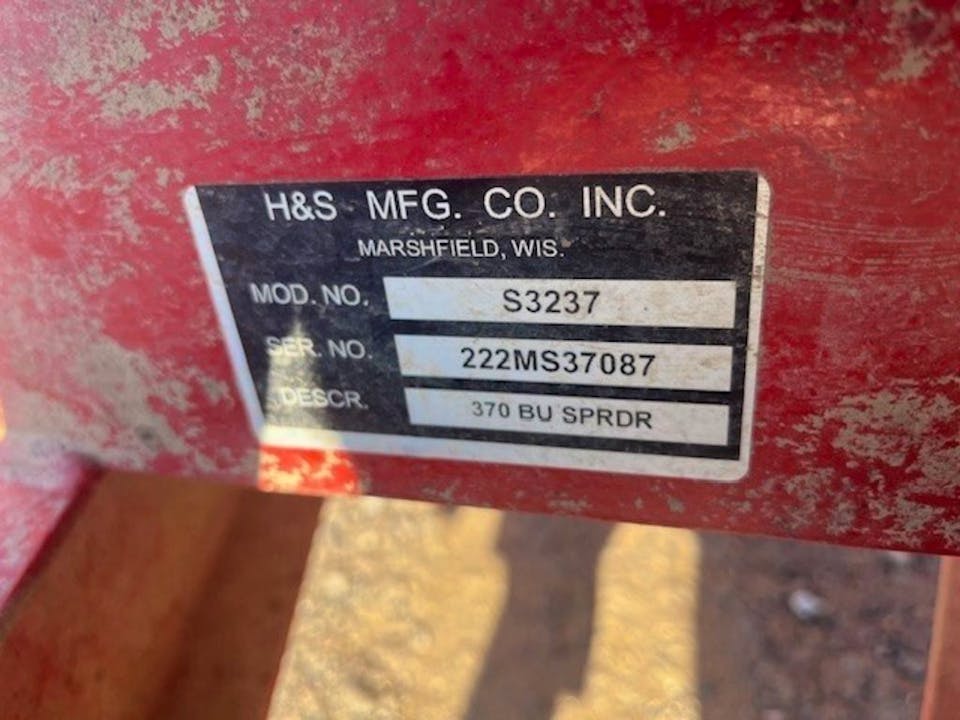 H&S MFG. CO. INC.
MARSHFIELD, WIS.
MOD. NO. S3237
SER. NO. 222MS37087
DESCR. 370 BU SPRDR